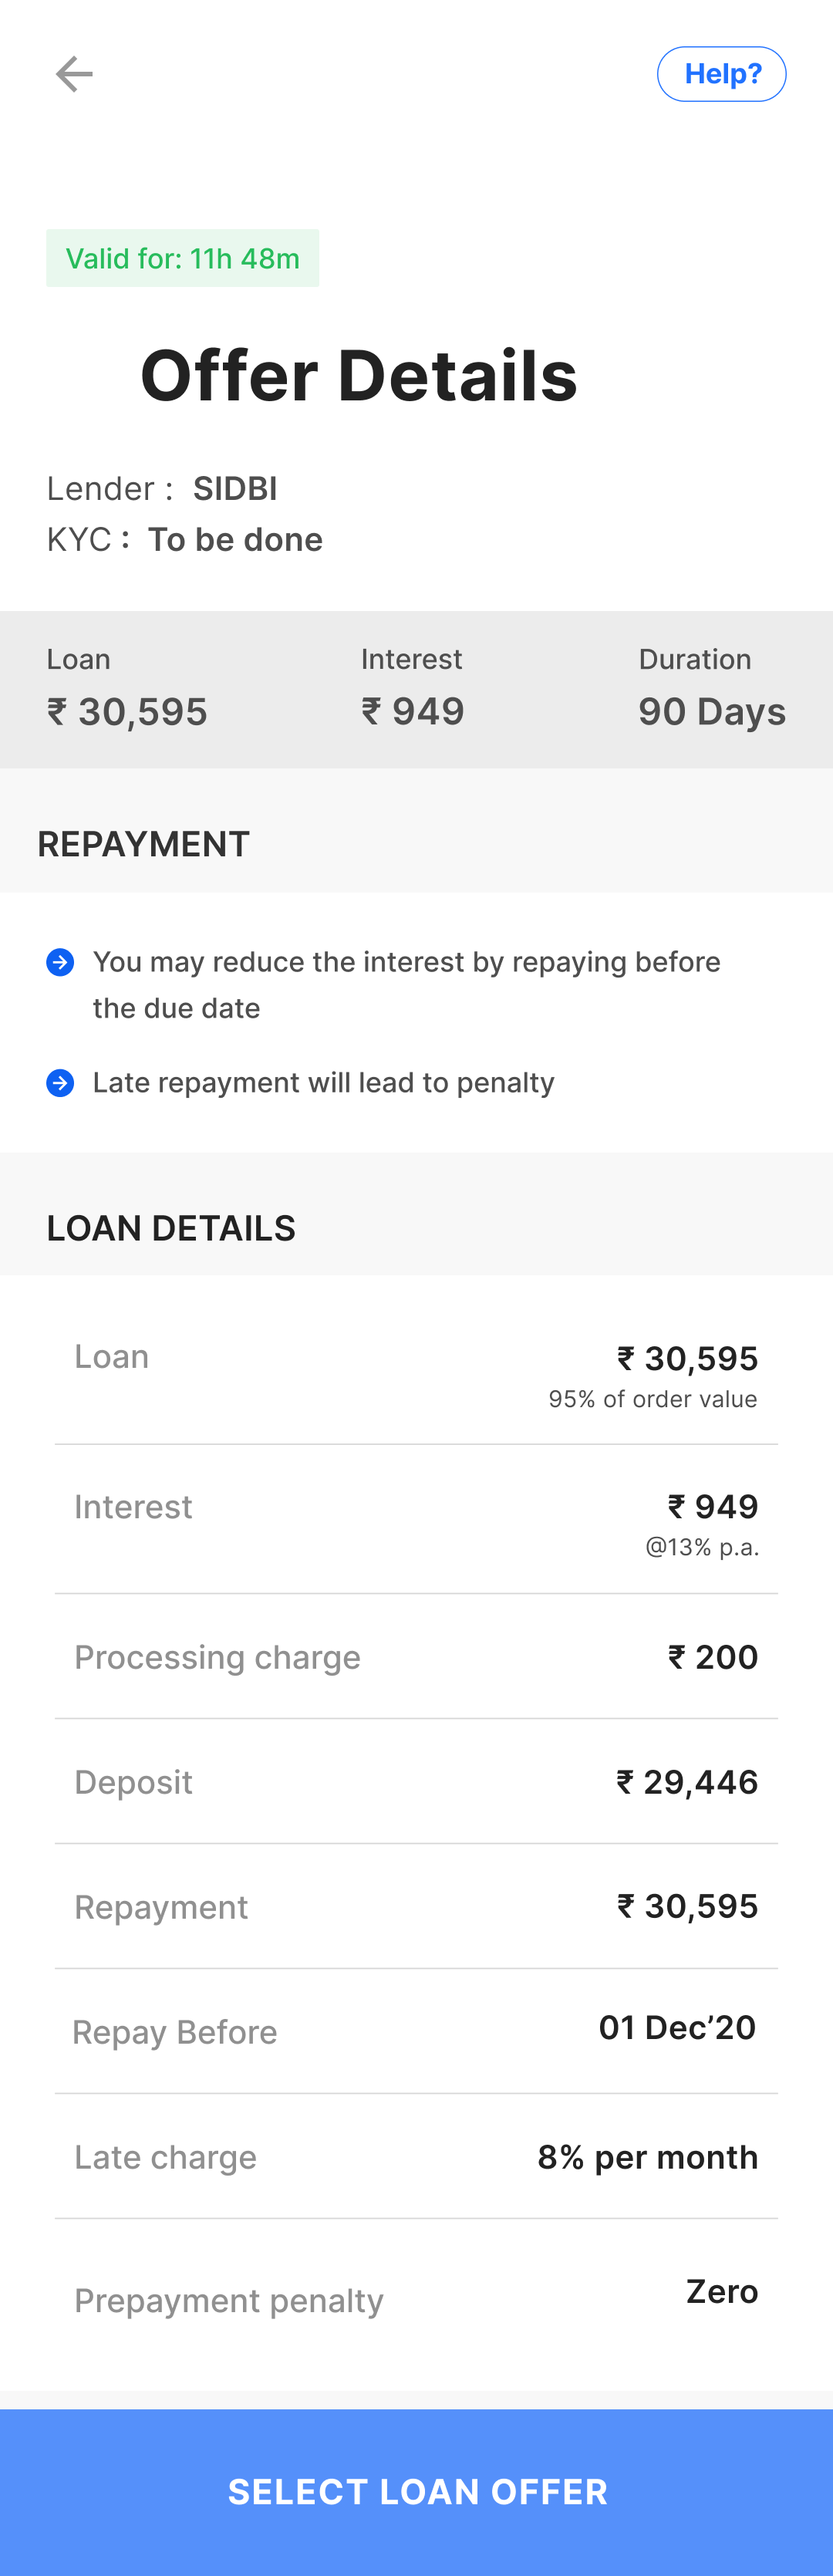 Help?
Valid for: 11h 48m
Offer Details
Lender : SIDBI
KYC : To be done
Loan Interest Duration
₹ 30,595 ₹ 949 90 Days
REPAYMENT
You may reduce the interest by repaying before
the due date
Late repayment will lead to penalty
LOAN DETAILS
Loan ₹ 30,595
95% of order value
Interest ₹ 949
@13% p.a.
Processing charge ₹ 200
Deposit ₹ 29,446
Repayment ₹ 30,595
Repay Before 01 Dec’20
Late charge 8% per month
Prepayment penalty Zero
SELECT LOAN OFFER